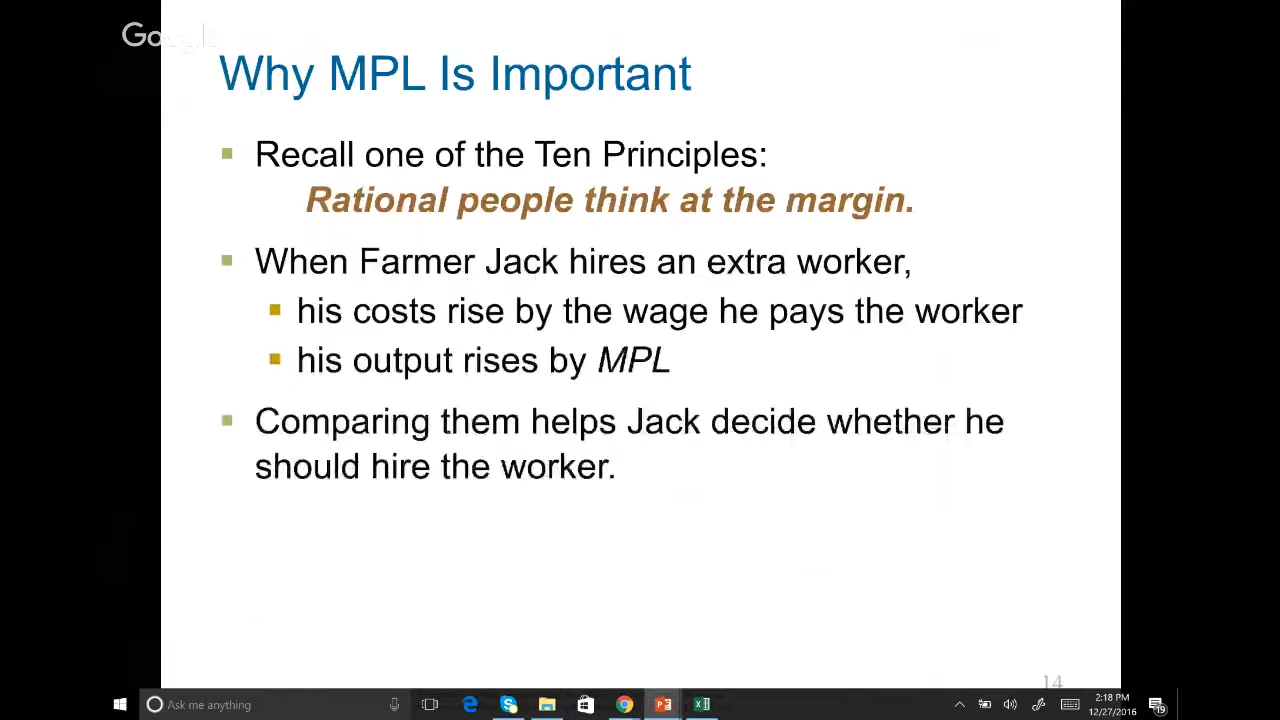 Google
Why MPL Is Important
Recall one of the Ten Principles:
Rational people think at the margin.
When Farmer Jack hires an extra worker,
his costs rise by the wage he pays the worker
his output rises by MPL
Comparing them helps Jack decide whether he
should hire the worker.
14
Ask me anything
2:18 PM
12/27/2016
19